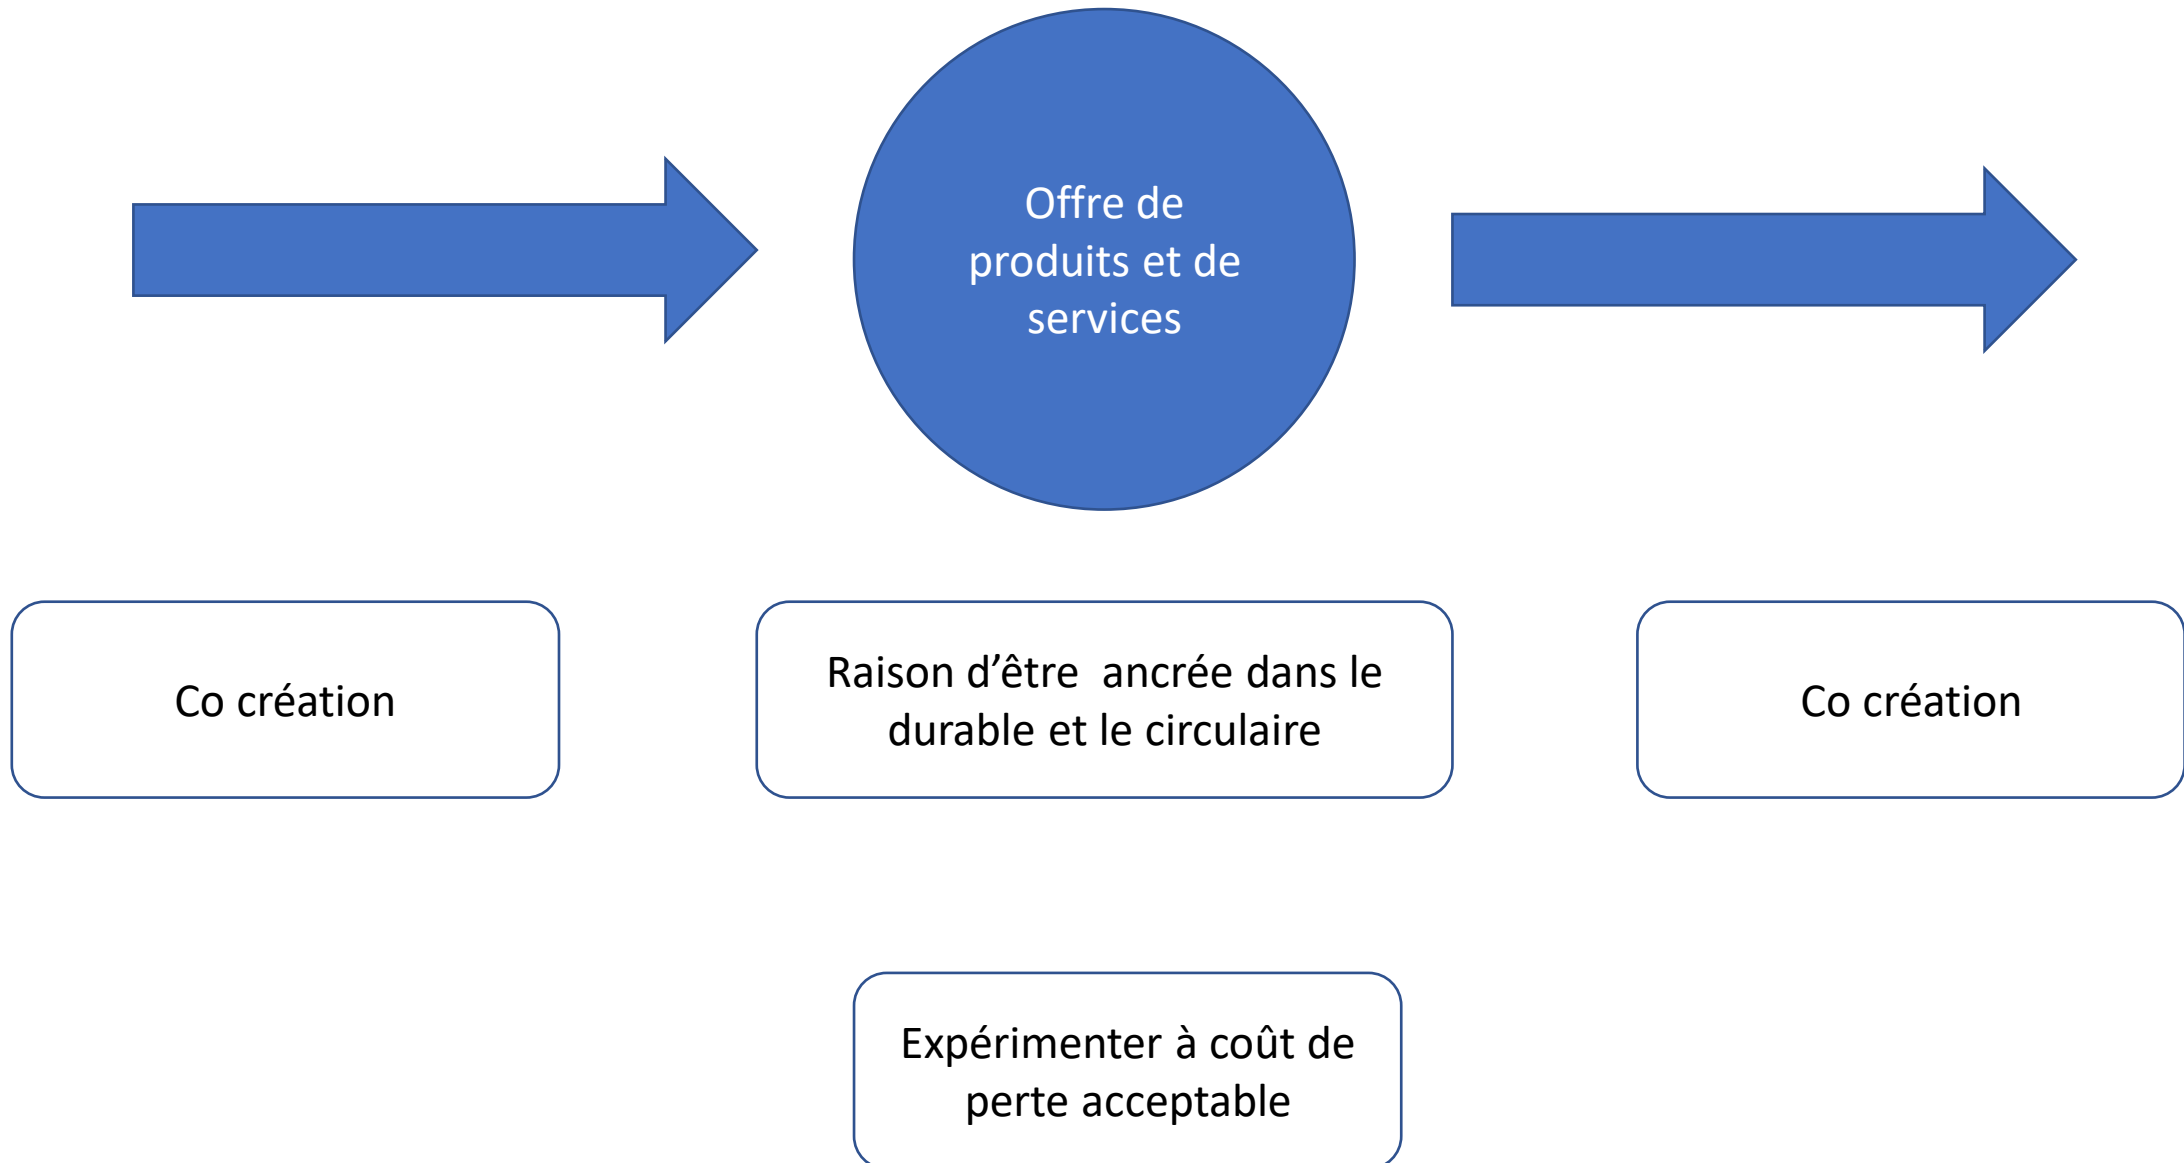 Offre de
produits et de
services
Co création
Raison d’être  ancrée dans le
durable et le circulaire
Co création
Expérimenter à coût de
perte acceptable